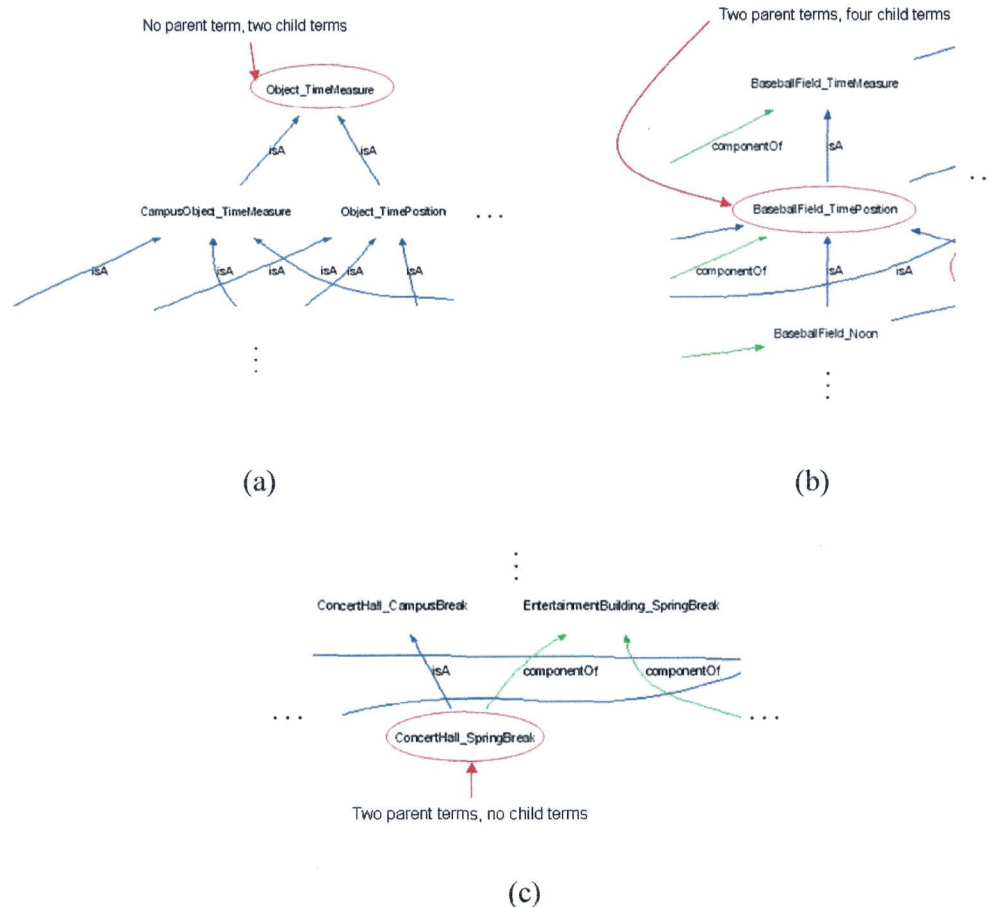 No parent term, two child terms
Object_TimeMeasure
isA
isA
CampusObject_TimeMeasure
Object_TimePosition
...
isA
isA
isA
isA
isA
isA
(a)
Two parent terms, four child terms
BaseballField_TimeMeasure
componentOf
sA
...
BaseballField_TimePosition
componentOf
sA
isA
BaseballField_Noon
(b)
ConcertHall_CampusBreak
EntertainmentBuilding_SpringBreak
isA
componentOf
componentOf
...
...
ConcertHall_SpringBreak
Two parent terms, no child terms
(c)